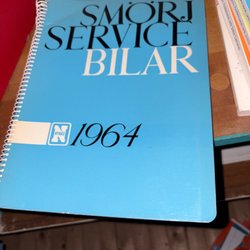 SMÖRJ
SERVICE
BILAR
N
1964